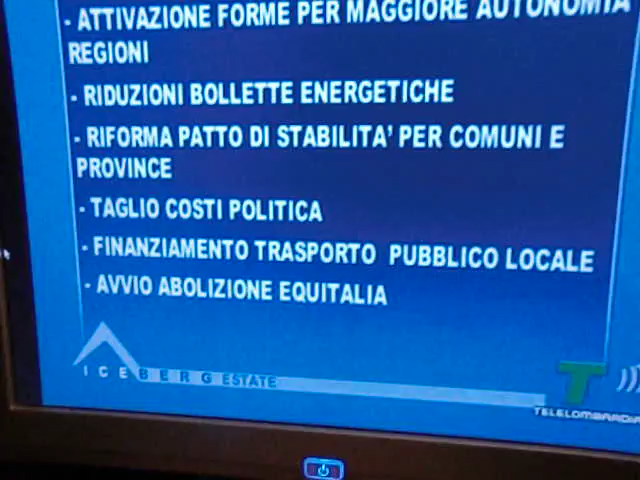 - ATTIVAZIONE FORME PER MAGGIORE AUTONOMIA
REGIONI
- RIDUZIONI BOLLETTE ENERGETICHE
- RIFORMA PATTO DI STABILITA' PER COMUNI E
PROVINCE
- TAGLIO COSTI POLITICA
- FINANZIAMENTO TRASPORTO PUBBLICO LOCALE
- AVVIO ABOLIZIONE EQUITALIA
ICEBERG ESTATE
T
TELELOMBARDIA